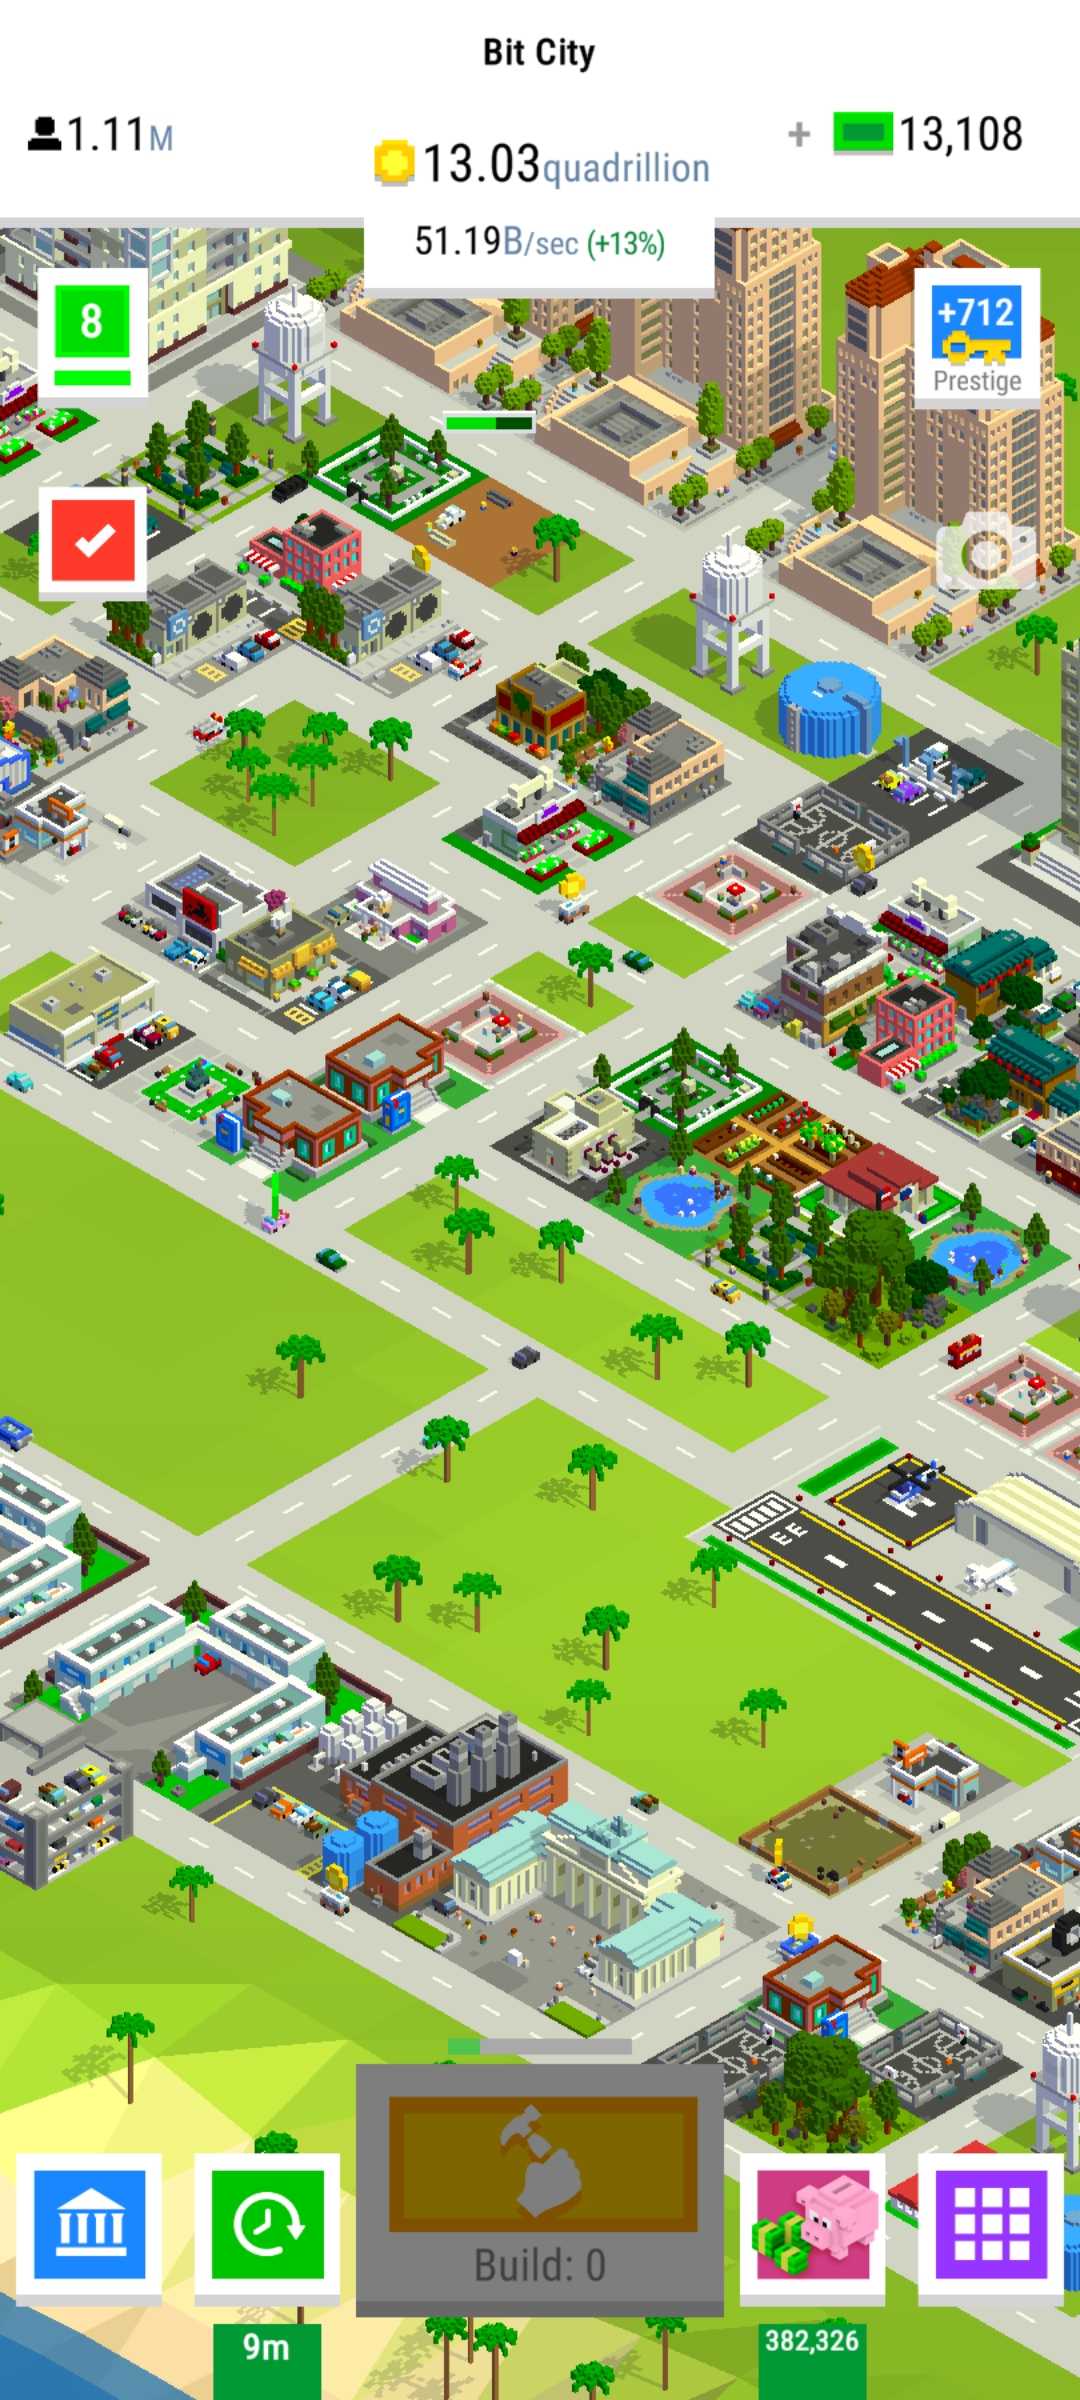 Bit City
1.11M
13.03quadrillion
+ 13,108
51.19B/sec (+13%)
8
+712
Prestige
EE
Build: 0
9m
382,326